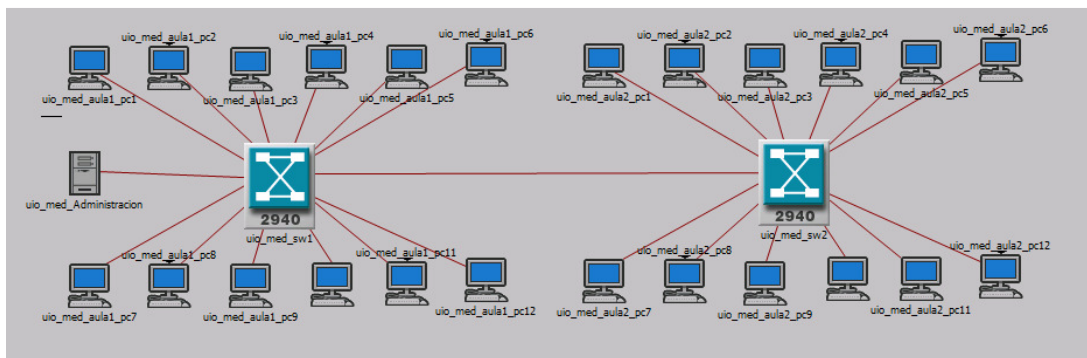 uio_med_aula1_pc2
uio_med_aula1_pc4
uio_med_aula1_pc6
uio_med_aula1_pc1
uio_med_aula1_pc3
uio_med_aula1_pc5
uio_med_aula2_pc2
uio_med_aula2_pc4
uio_med_aula2_pc6
uio_med_aula2_pc1
uio_med_aula2_pc3
uio_med_aula2_pc5
uio_med_Administracion
2940
uio_med_sw1
2940
uio_med_sw2
uio_med_aula1_pc8
uio_med_aula1_pc11
uio_med_aula1_pc7
uio_med_aula1_pc9
uio_med_aula1_pc12
uio_med_aula2_pc8
uio_med_aula2_pc12
uio_med_aula2_pc7
uio_med_aula2_pc9
uio_med_aula2_pc11